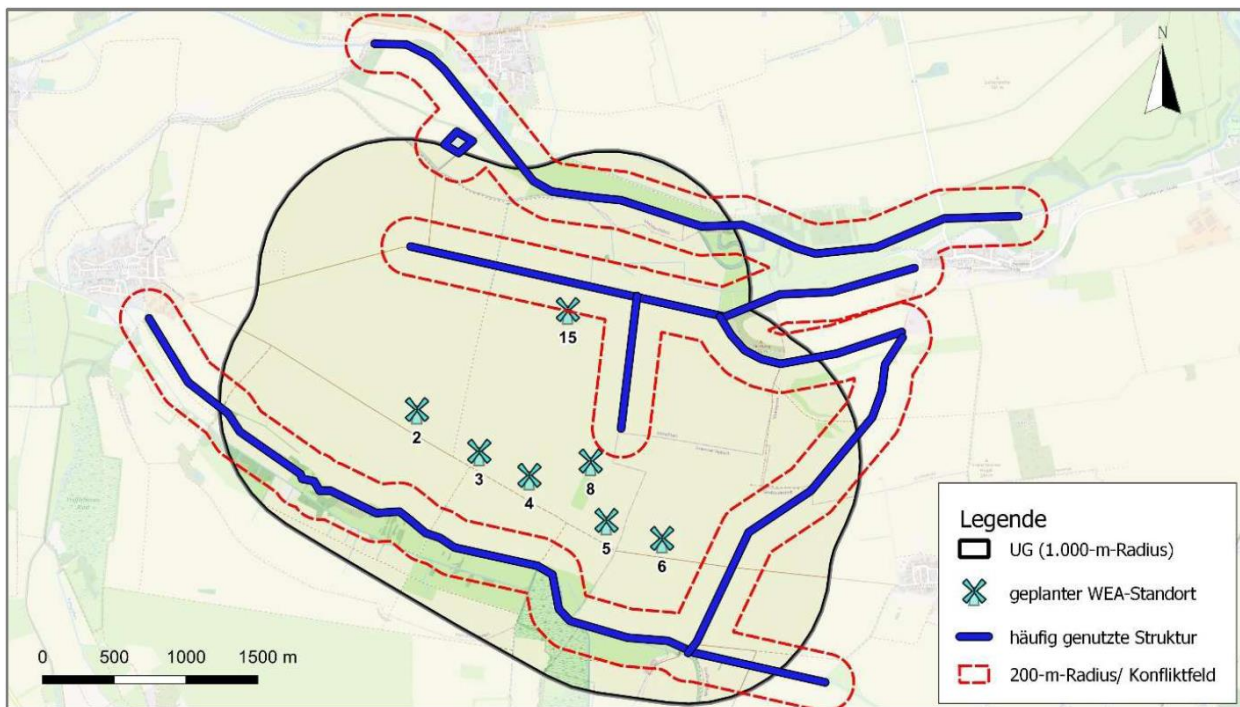 N
15
2
3
4
8
5
6
0 500 1000 1500 m
Legende
UG (1.000-m-Radius)
geplanter WEA-Standort
häufig genutzte Struktur
200-m-Radius/ Konfliktfeld